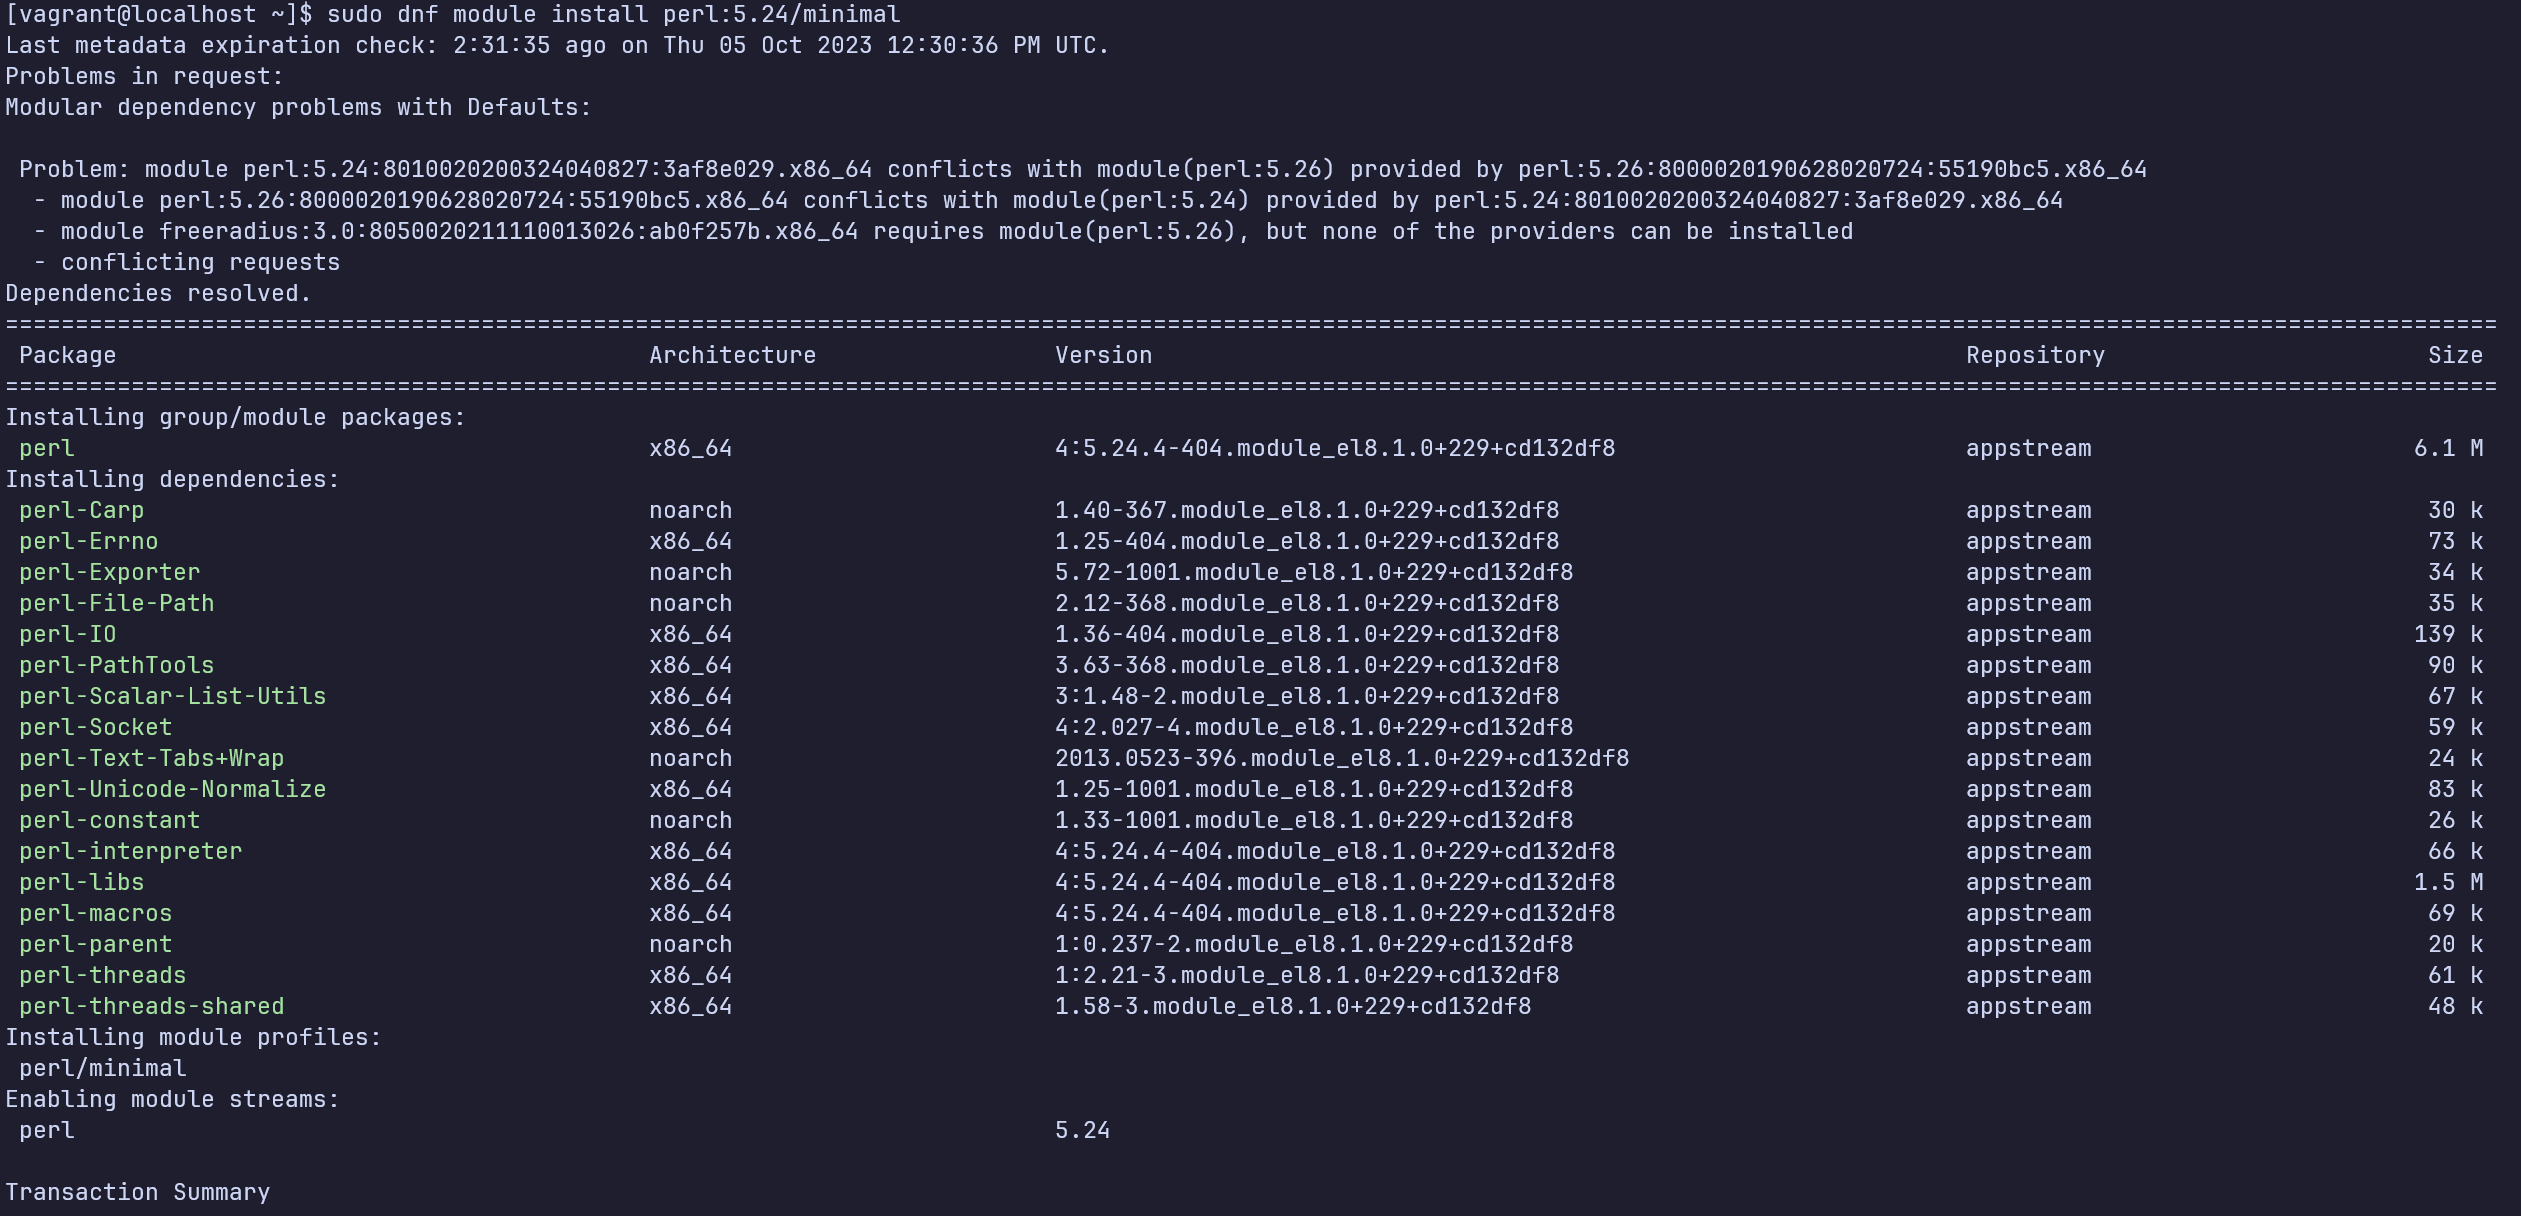 [vagrant@localhost ~]$ sudo dnf module install perl:5.24/minimal
Last metadata expiration check: 2:31:35 ago on Thu 05 Oct 2023 12:30:36 PM UTC.
Problems in request:
Modular dependency problems with Defaults:
Problem: module perl:5.24:8010020200324040827:3af8e029.x86_64 conflicts with module(perl:5.26) provided by perl:5.26:8000020190628020724:55190bc5.x86_64
- module perl:5.26:8000020190628020724:55190bc5.x86_64 conflicts with module(perl:5.24) provided by perl:5.24:8010020200324040827:3af8e029.x86_64
- module freeradius:3.0:8050020211110013026:ab0f257b.x86_64 requires module(perl:5.26), but none of the providers can be installed
- conflicting requests
Dependencies resolved.
Package Architecture Version Repository Size
Installing group/module packages:
perl x86_64 4:5.24.4-404.module_el8.1.0+229+cd132df8 appstream 6.1 M
Installing dependencies:
perl-Carp noarch 1.40-367.module_el8.1.0+229+cd132df8 appstream 30 k
perl-Errno x86_64 1.25-404.module_el8.1.0+229+cd132df8 appstream 73 k
perl-Exporter noarch 5.72-1001.module_el8.1.0+229+cd132df8 appstream 34 k
perl-File-Path noarch 2.12-368.module_el8.1.0+229+cd132df8 appstream 35 k
perl-IO x86_64 1.36-404.module_el8.1.0+229+cd132df8 appstream 139 k
perl-PathTools x86_64 3.63-368.module_el8.1.0+229+cd132df8 appstream 90 k
perl-Scalar-List-Utils x86_64 3:1.48-2.module_el8.1.0+229+cd132df8 appstream 67 k
perl-Socket x86_64 4:2.027-4.module_el8.1.0+229+cd132df8 appstream 59 k
perl-Text-Tabs+Wrap noarch 2013.0523-396.module_el8.1.0+229+cd132df8 appstream 24 k
perl-Unicode-Normalize x86_64 1.25-1001.module_el8.1.0+229+cd132df8 appstream 83 k
perl-constant noarch 1.33-1001.module_el8.1.0+229+cd132df8 appstream 26 k
perl-interpreter x86_64 4:5.24.4-404.module_el8.1.0+229+cd132df8 appstream 66 k
perl-libs x86_64 4:5.24.4-404.module_el8.1.0+229+cd132df8 appstream 1.5 M
perl-macros x86_64 4:5.24.4-404.module_el8.1.0+229+cd132df8 appstream 69 k
perl-parent noarch 1:0.237-2.module_el8.1.0+229+cd132df8 appstream 20 k
perl-threads x86_64 1:2.21-3.module_el8.1.0+229+cd132df8 appstream 61 k
perl-threads-shared x86_64 1.58-3.module_el8.1.0+229+cd132df8 appstream 48 k
Installing module profiles:
perl/minimal
Enabling module streams:
perl 5.24
Transaction Summary